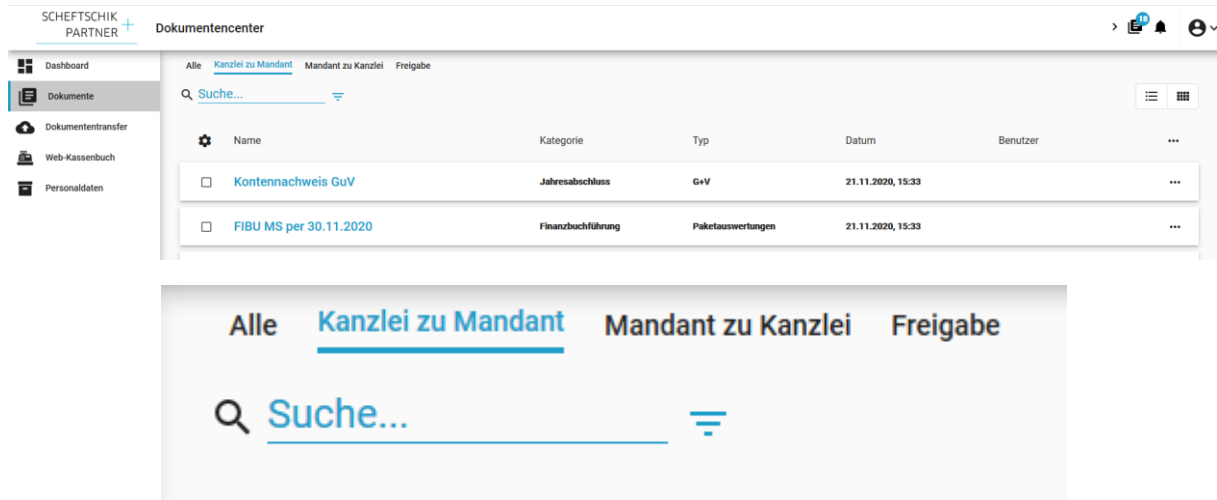 SCHEFTSCHIK
PARTNER
Dokumentencenter
18
Dashboard
Dokumente
Dokumententransfer
Web-Kassenbuch
Personaldaten
Alle Kanzlei zu Mandant Mandant zu Kanzlei Freigabe
Suche...
Name Kategorie Typ Datum Benutzer
Kontennachweis GuV Jahresabschluss G+V 21.11.2020, 15:33
FIBU MS per 30.11.2020 Finanzbuchführung Paketauswertungen 21.11.2020, 15:33
Alle Kanzlei zu Mandant Mandant zu Kanzlei Freigabe
Suche...